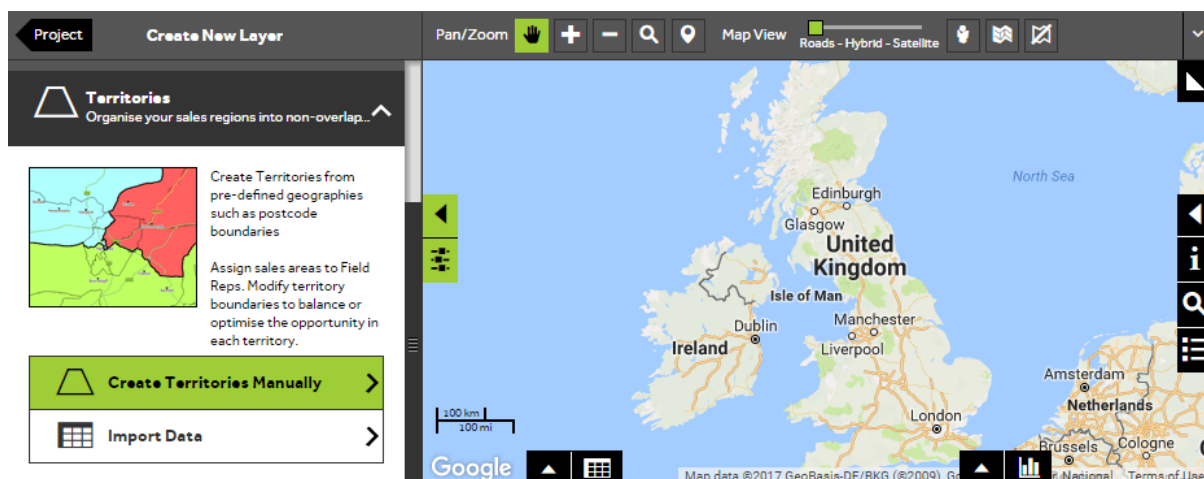 Project
Create New Layer
Pan/Zoom
Map View
Roads - Hybrid - Satellite
Territories
Organise your sales regions into non-overlap...
Create Territories from
pre-defined geographies
such as postcode
boundaries
Assign sales areas to Field
Reps. Modify territory
boundaries to balance or
optimise the opportunity in
each territory.
Create Territories Manually
Import Data
North Sea
Edinburgh
Glasgow
United
Kingdom
Isle of Man
Dublin
Manchester
Ireland
Liverpool
Amsterdam
Netherlands
London
Brussels
Cologne
100 km
100 mi
Google
Map data ©2017 GeoBasis-DE/BKG (©2009),
National
Terms of Use